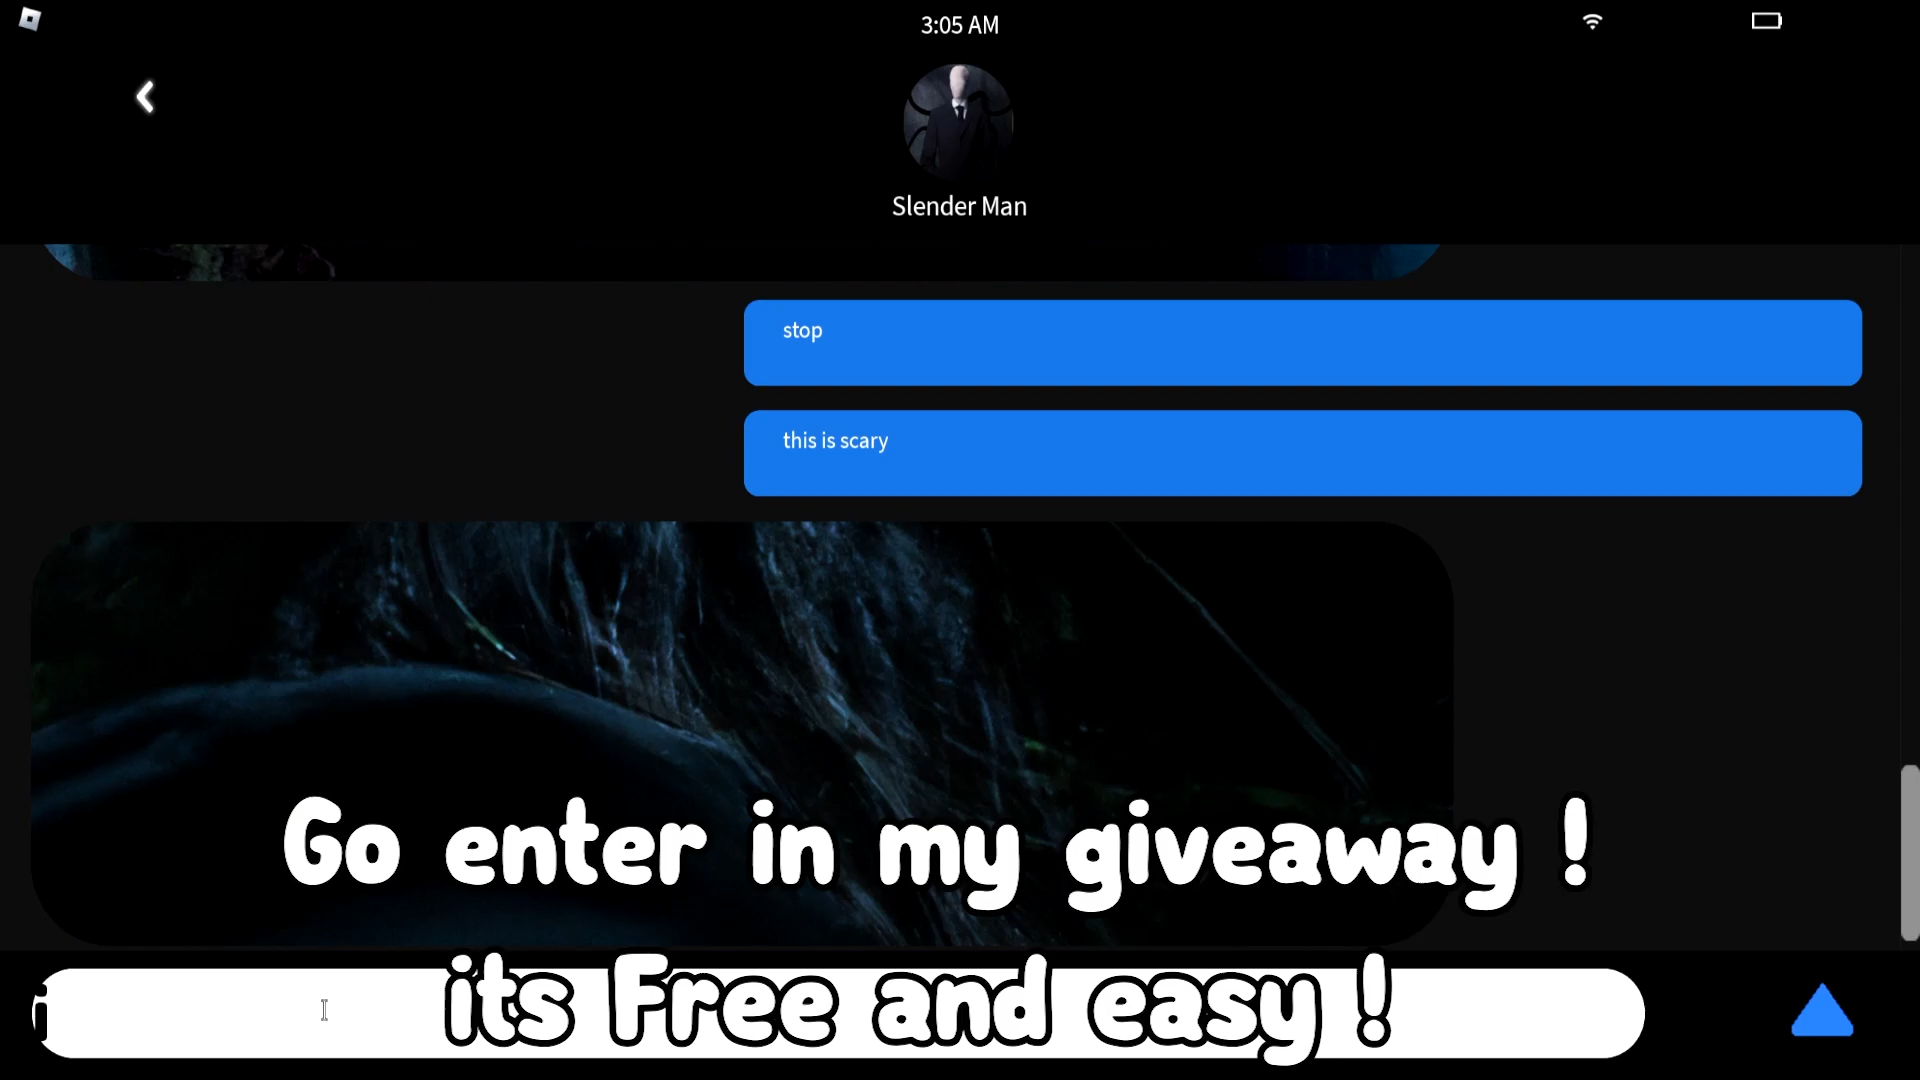 3:05 AM
Slender Man
stop
this is scary
Go enter in my giveaway !
its Free and easy !
i